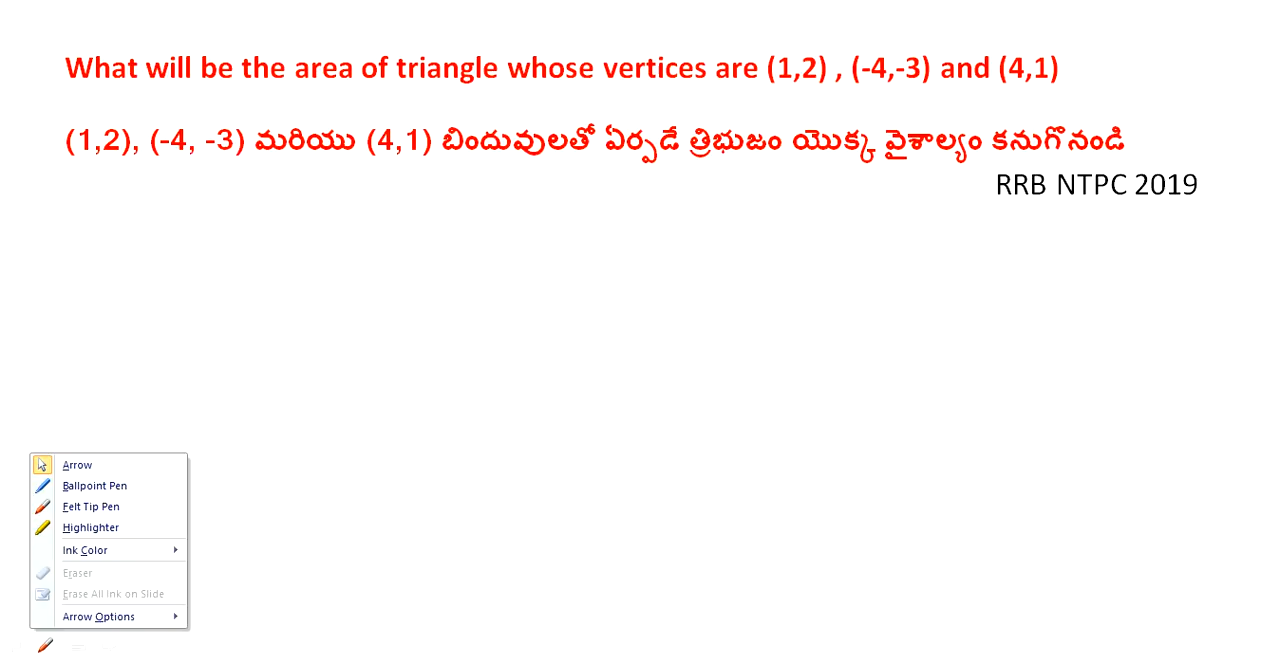 What will be the area of triangle whose vertices are (1,2) , (-4,-3) and (4,1)
(1,2), (-4, -3) మరియు (4,1) బిందువులతో ఏర్పడే త్రిభుజం యొక్క వైశాల్యం కనుగొనండి
RRB NTPC 2019
Arrow
Ballpoint Pen
Felt Tip Pen
Highlighter
Ink Color
Eraser
Erase All Ink on Slide
Arrow Options